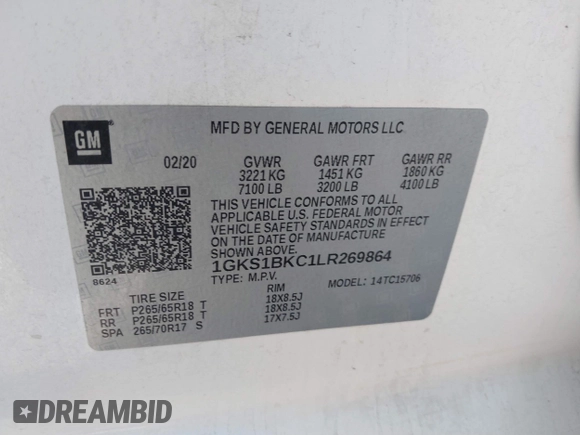 GM
MFD BY GENERAL MOTORS LLC
02/20 GVWR GAWR FRT GAWR RR
3221 KG 1451 KG 1860 KG
7100 LB 3200 LB 4100 LB
THIS VEHICLE CONFORMS TO ALL
APPLICABLE U.S. FEDERAL MOTOR
VEHICLE SAFETY STANDARDS IN EFFECT
ON THE DATE OF MANUFACTURE SHOWN ABOVE.
1GKS1BKC1LR269864
8624
TYPE: M.P.V. MODEL: 14TC15706
TIRE SIZE RIM
FRT P265/65R18 T 18X8.5J
RR P265/65R18 T 18X8.5J
SPA 265/70R17 S 17X7.5J
DREAMBID